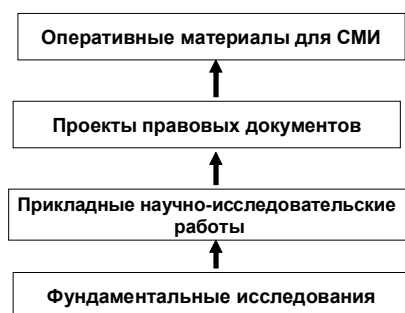 Оперативные материалы для СМИ
Проекты правовых документов
Прикладные научно-исследовательские
работы
Фундаментальные исследования